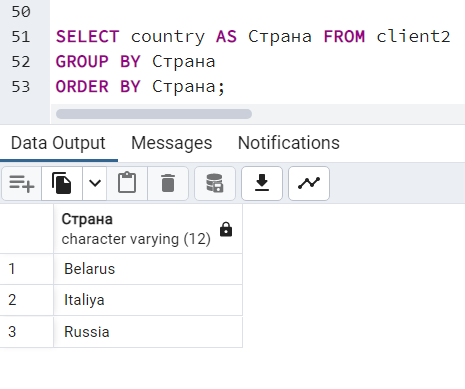 50
51 SELECT country AS Страна FROM client2
52 GROUP BY Страна
53 ORDER BY Страна;
Data Output Messages Notifications
Страна
character varying (12)
1 Belarus
2 Italiya
3 Russia